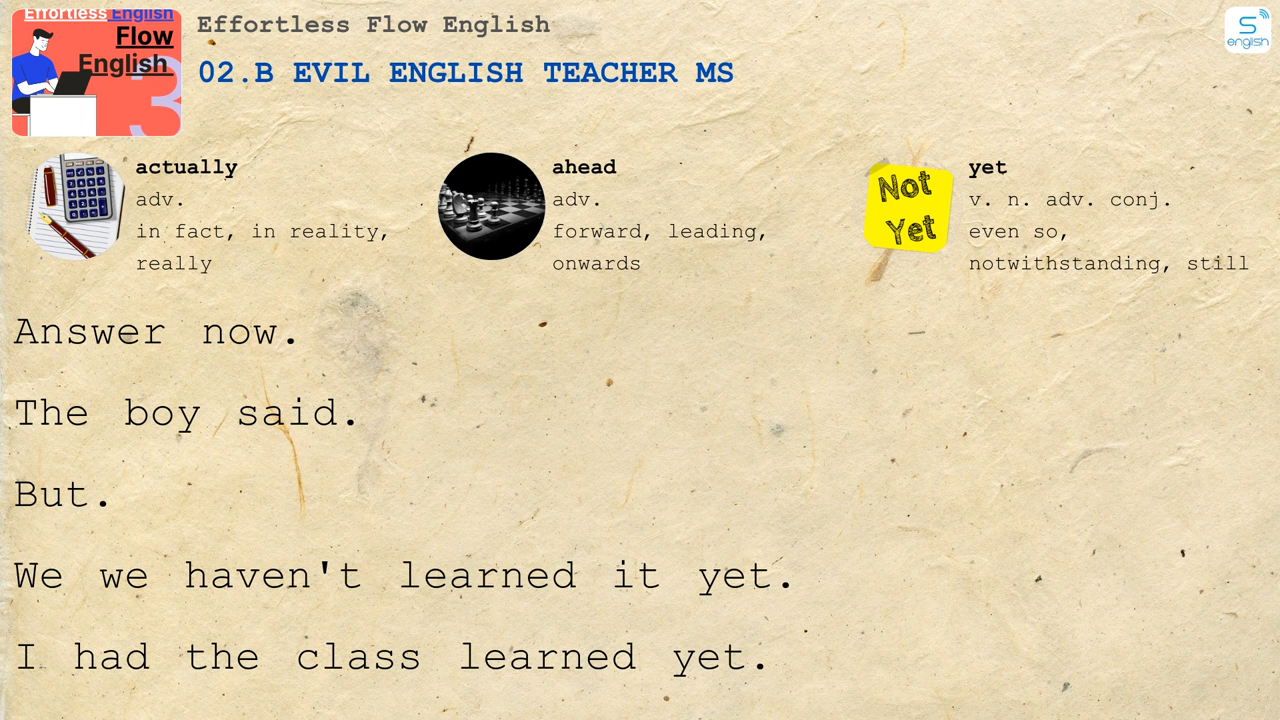 Effortless English
Flow
English
3
Effortless Flow English
02.B EVIL ENGLISH TEACHER MS
S
english
actually
adv.
in fact, in reality,
really
ahead
adv.
forward, leading,
onwards
Not
Yet
yet
v. n. adv. conj.
even so,
notwithstanding, still
Answer now.
The boy said.
But.
We we haven't learned it yet.
I had the class learned yet.